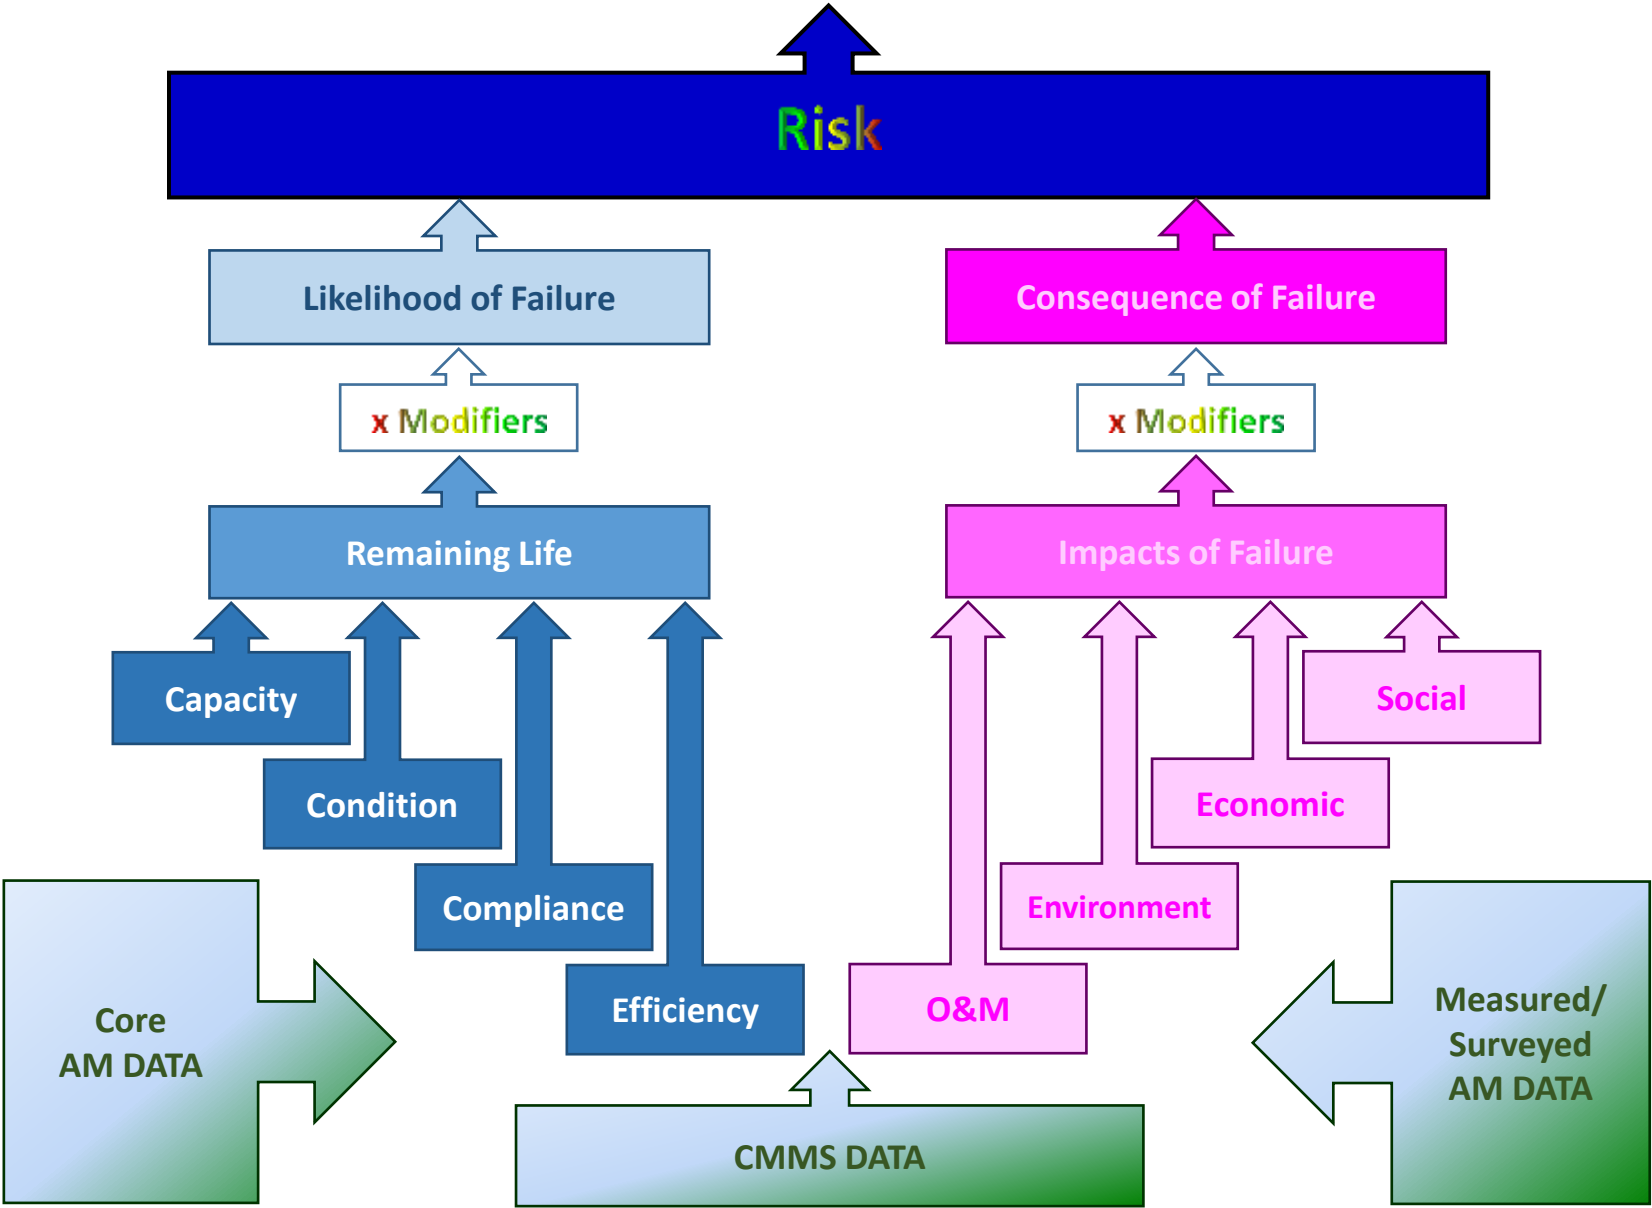 Risk
Likelihood of Failure
Consequence of Failure
x Modifiers
x Modifiers
Remaining Life
Impacts of Failure
Capacity
Social
Condition
Economic
Compliance
Environment
Efficiency
O&M
Core
AM DATA
Measured/
Surveyed
AM DATA
CMMS DATA